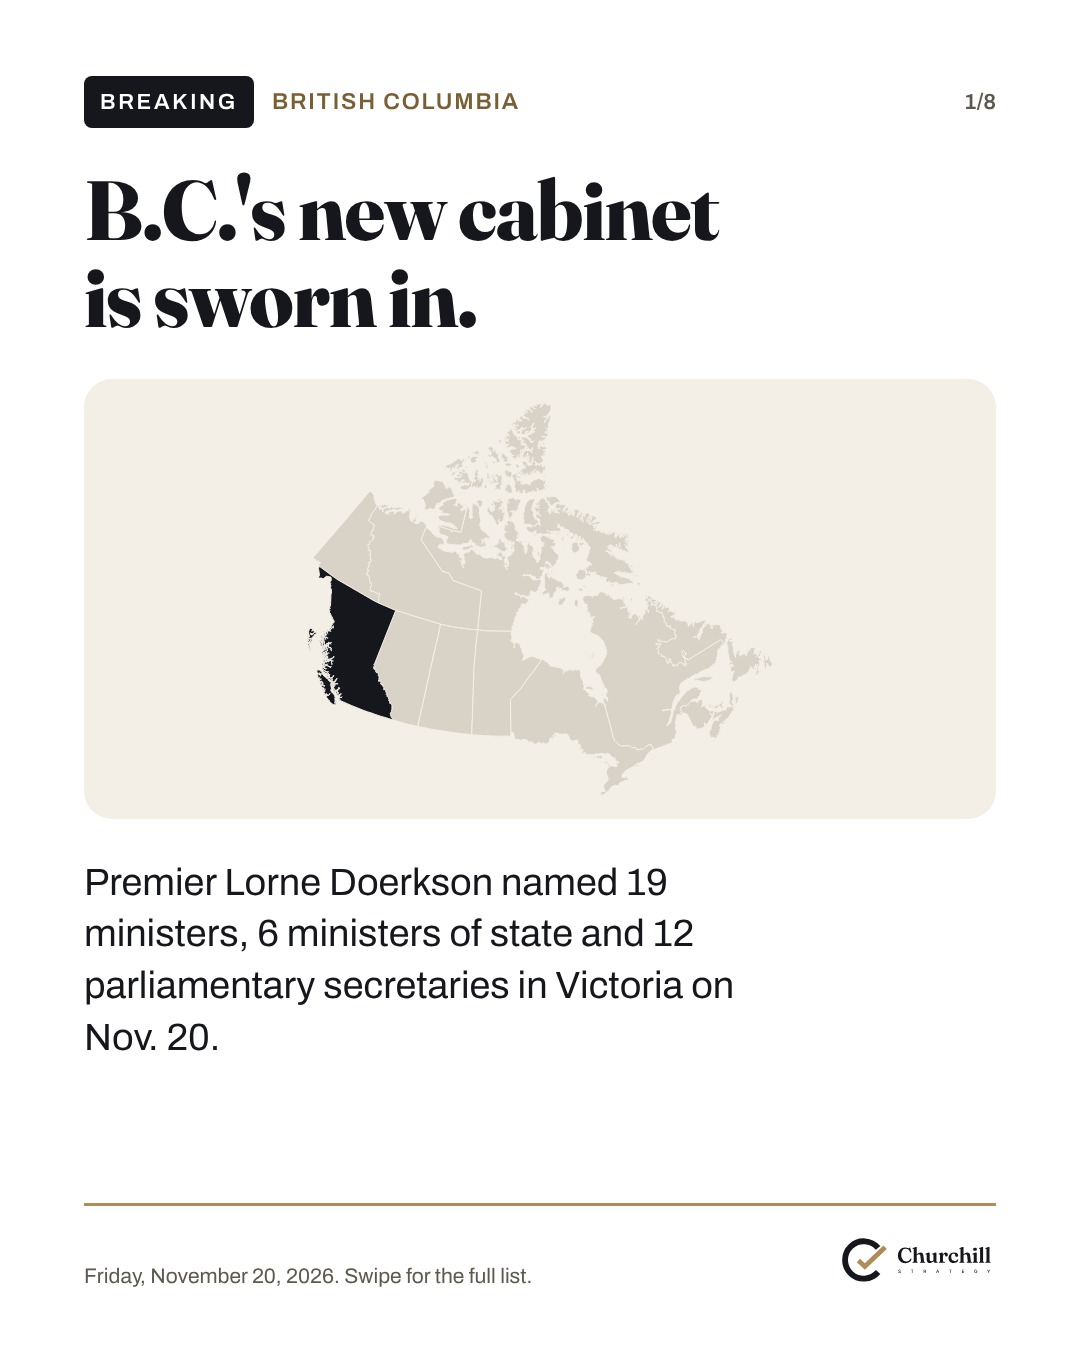 BREAKING
BRITISH COLUMBIA
1/8
B.C.'s new cabinet
is sworn in.
Premier Lorne Doerkson named 19
ministers, 6 ministers of state and 12
parliamentary secretaries in Victoria on
Nov. 20.
Friday, November 20, 2026. Swipe for the full list.
Churchill
STRATEGY